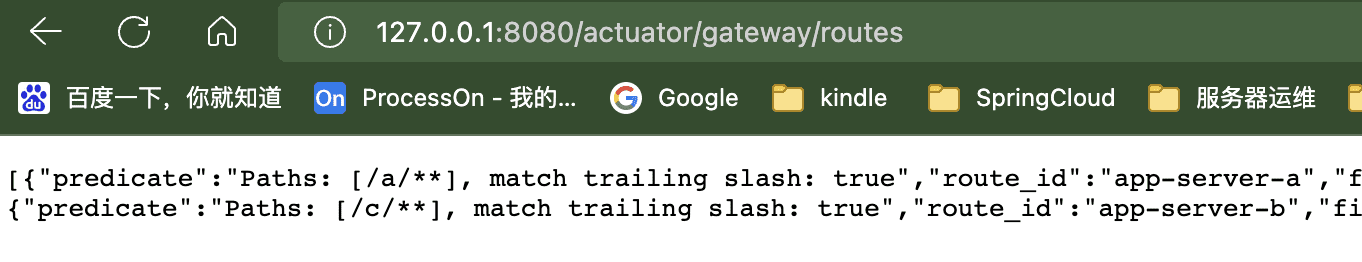 127.0.0.1:8080/actuator/gateway/routes
du 百度一下，你就知道 On ProcessOn - 我的... G Google kindle SpringCloud 服务器运维
[{"predicate":"Paths: [/a/**], match trailing slash: true","route_id":"app-server-a","f
{"predicate":"Paths: [/c/**], match trailing slash: true","route_id":"app-server-b","fi